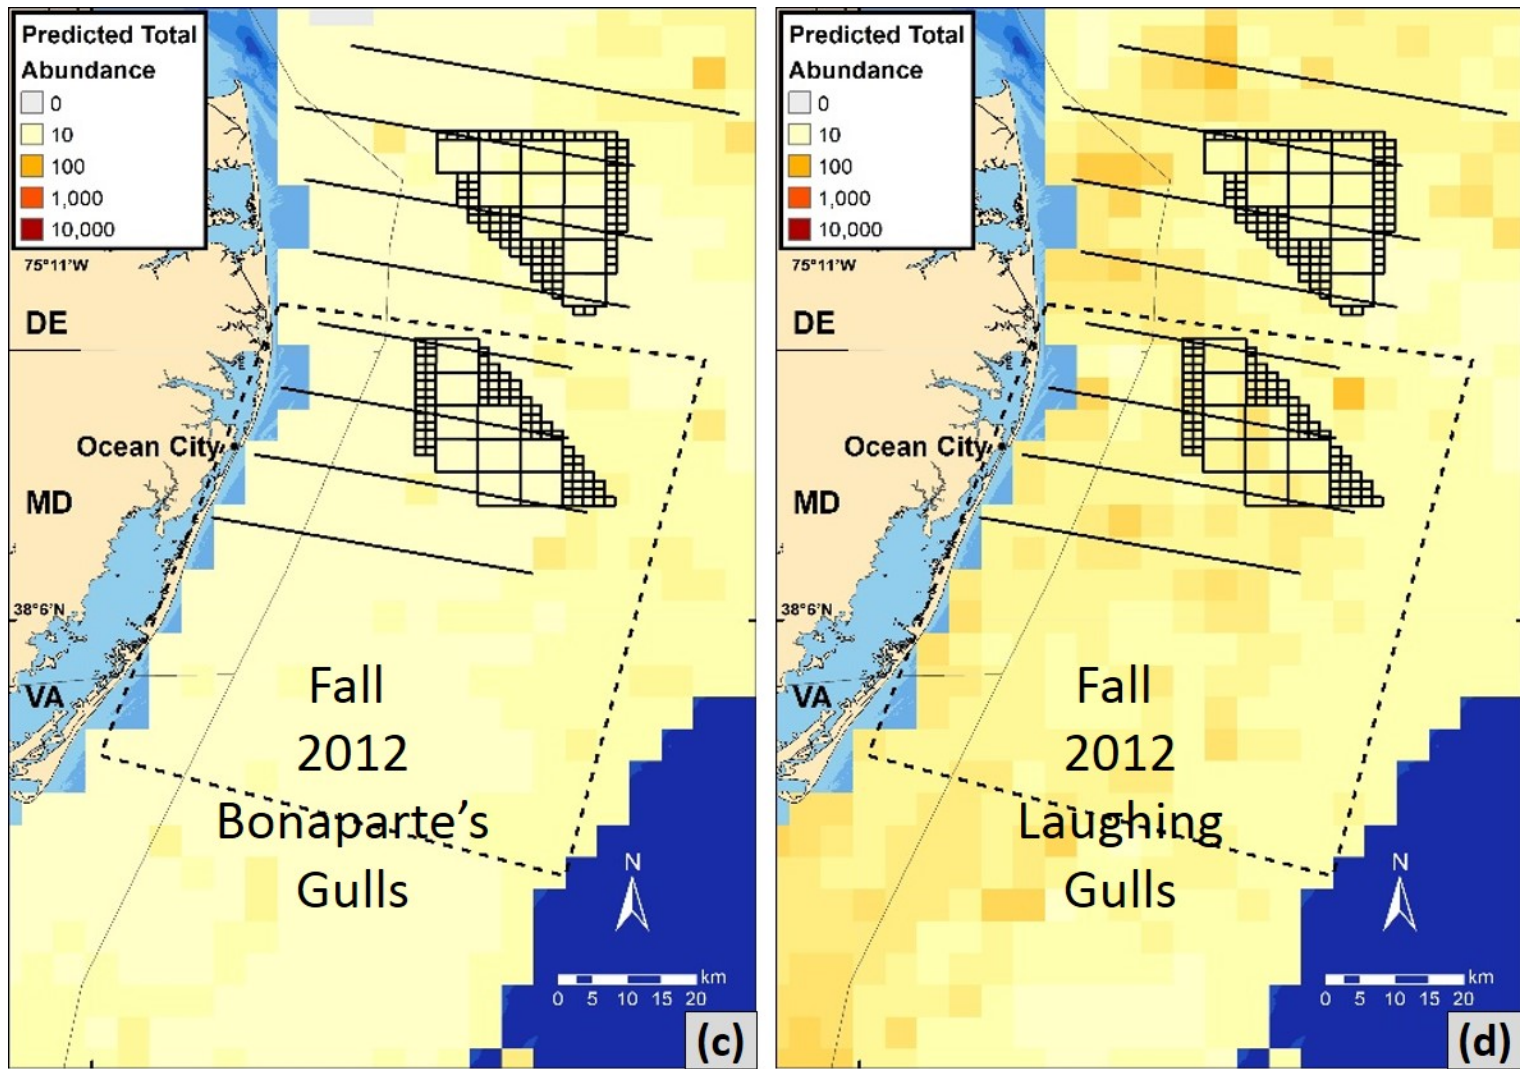 Predicted Total
Abundance
0
10
100
1,000
10,000
75°11'W
DE
Ocean City
MD
38°6'N
VA
Fall
2012
Bonaparte's
Gulls
N
km
0 5 10 15 20
(c)
Predicted Total
Abundance
0
10
100
1,000
10,000
75°11'W
DE
Ocean City
MD
38°6'N
VA
Fall
2012
Laughing
Gulls
N
km
0 5 10 15 20
(d)